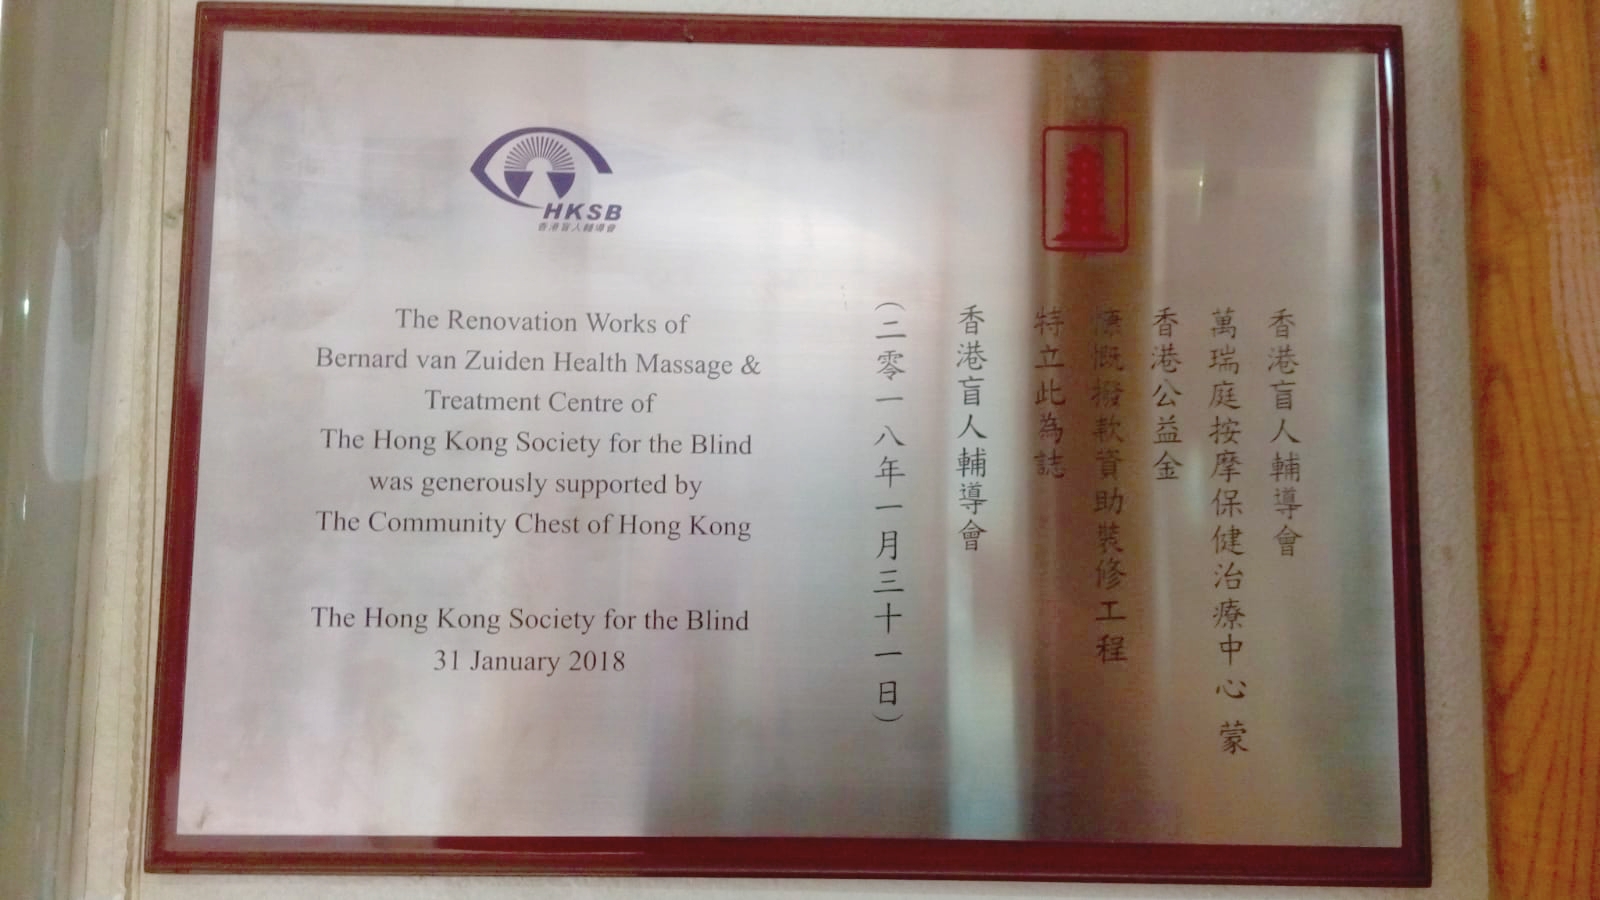 HKSB
香港盲人輔導會
The Renovation Works of
Bernard van Zuiden Health Massage &
Treatment Centre of
The Hong Kong Society for the Blind
was generously supported by
The Community Chest of Hong Kong
The Hong Kong Society for the Blind
31 January 2018
香港盲人輔導會
萬瑞庭按摩保健治療中心 蒙
香港公益金
慷慨撥款資助裝修工程
特立此為誌
香港盲人輔導會
（二零一八年一月三十一日）